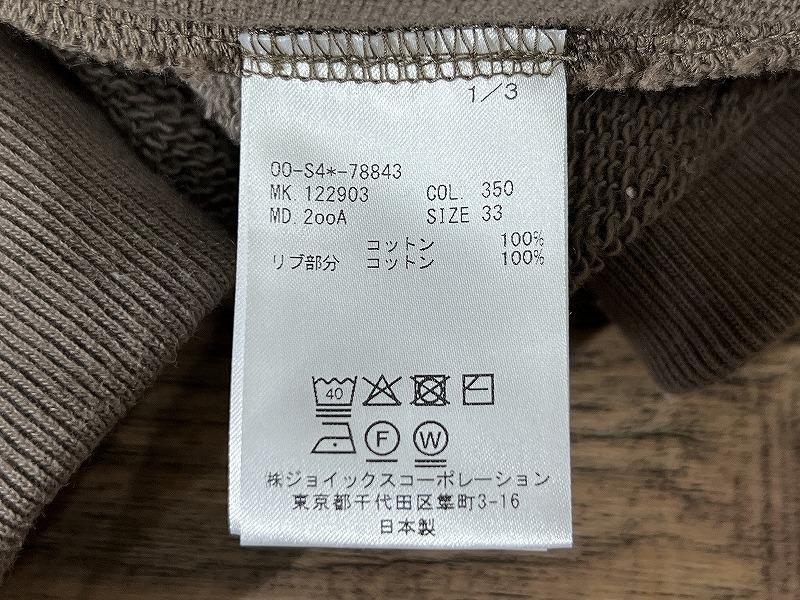 1/3
00-S4*-78843
MK. 122903 COL. 350
MD. 2ooA SIZE 33
コットン 100%
リブ部分 コットン 100%
40
F W
㈱ジョイックスコーポレーション
東京都千代田区隼町3-16
日本製